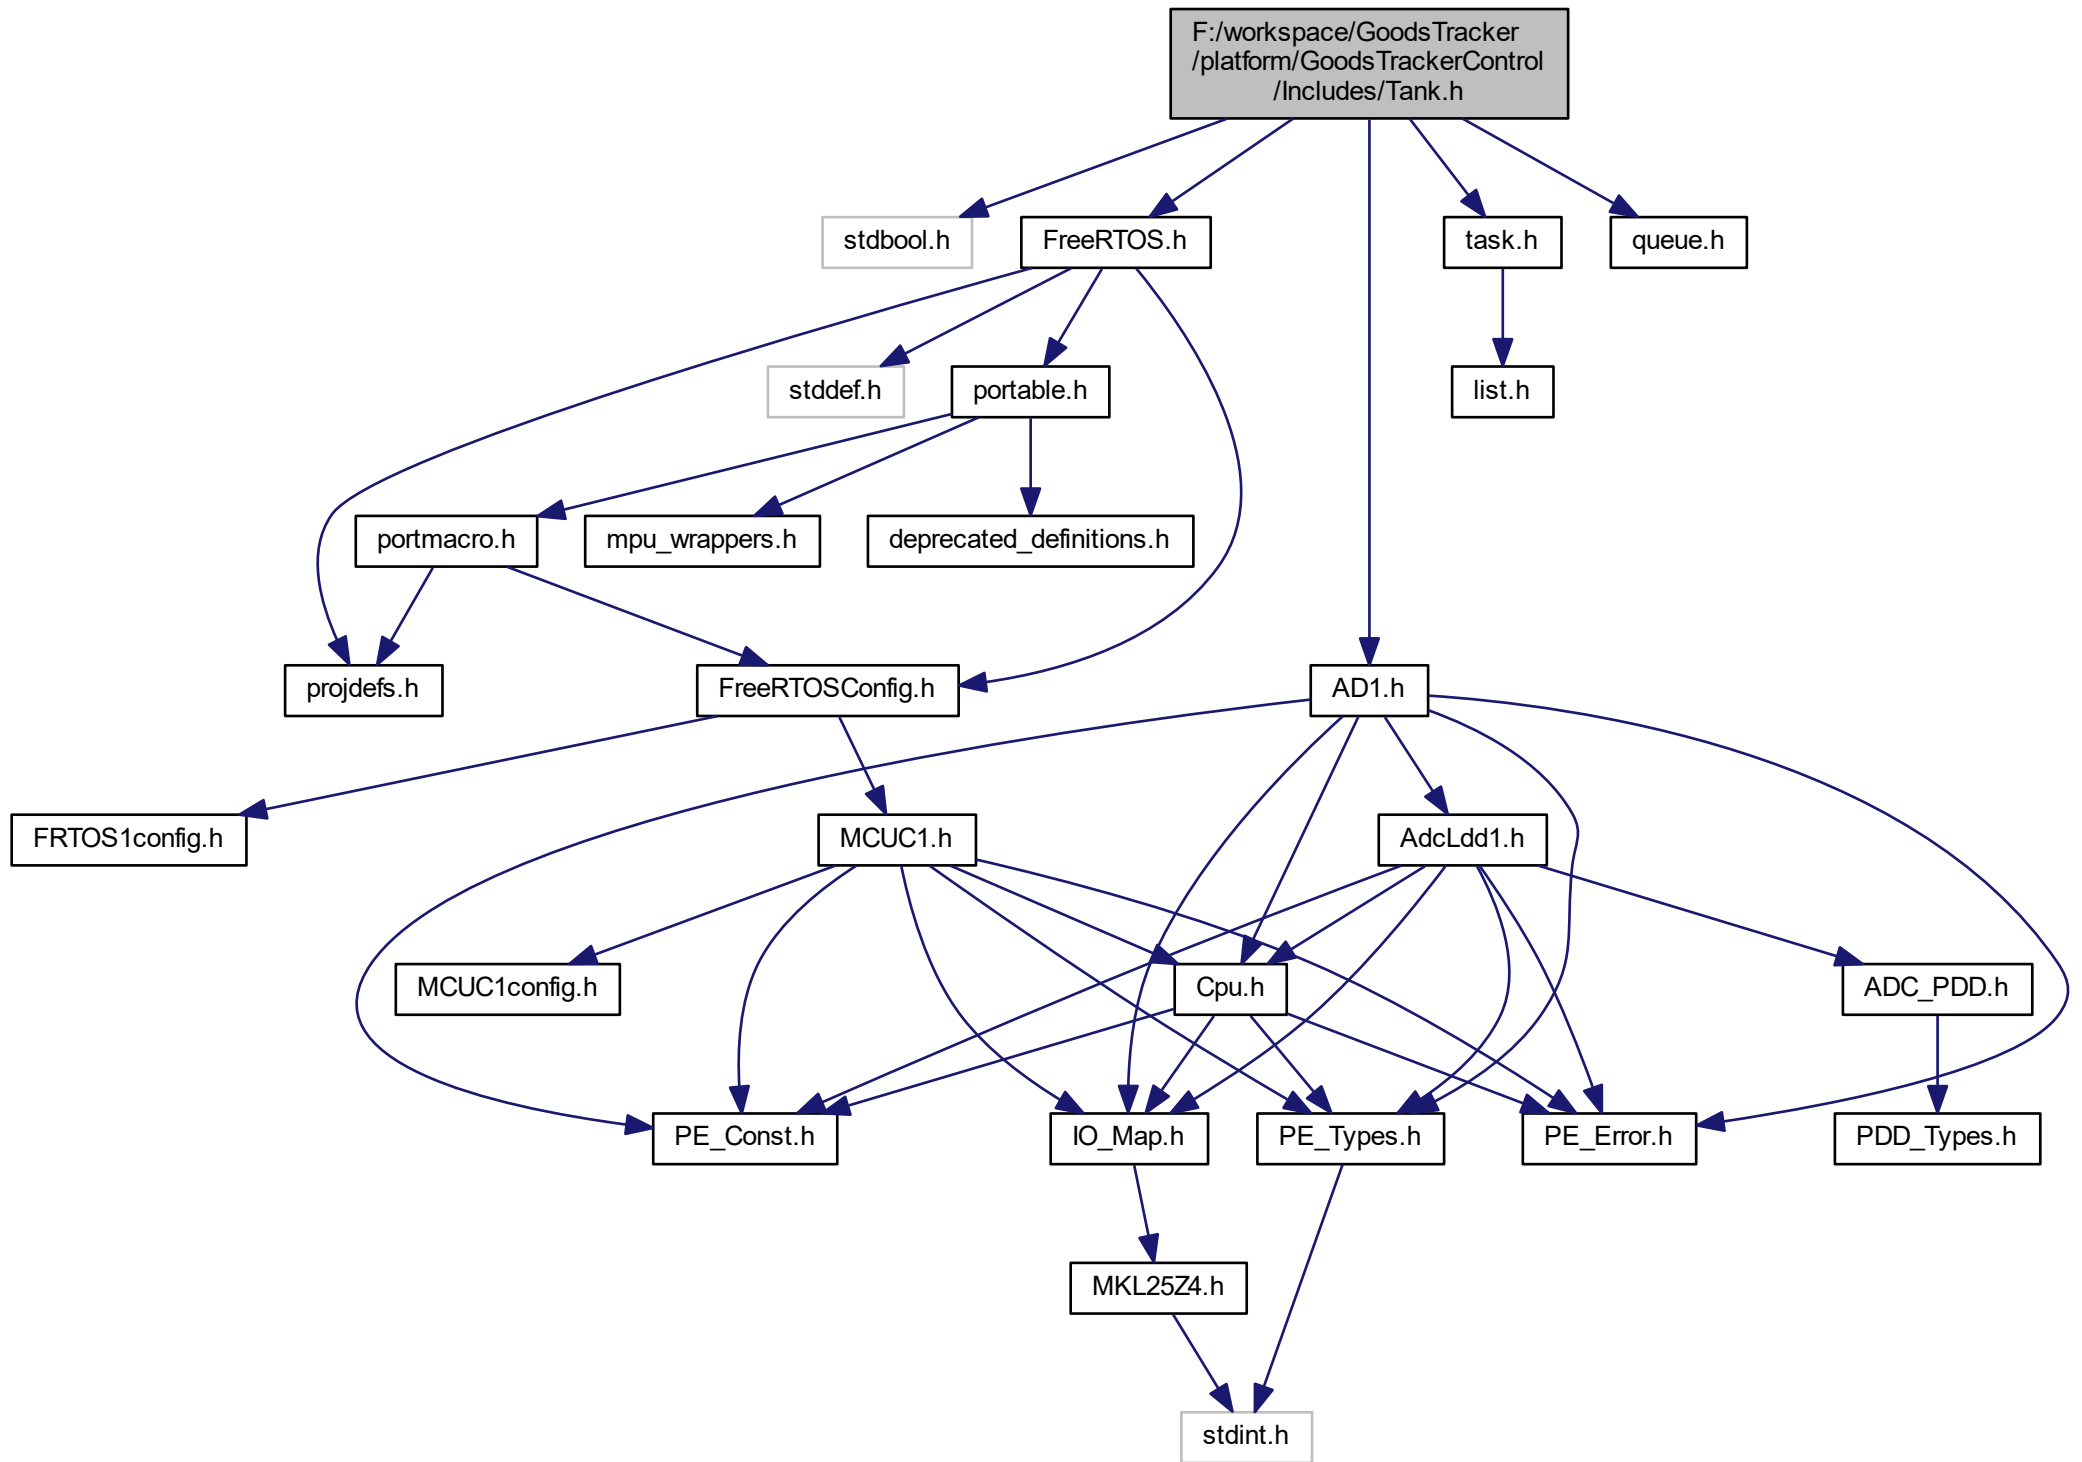 F:/workspace/GoodsTracker
/platform/GoodsTrackerControl
/Includes/Tank.h
stdbool.h
FreeRTOS.h
task.h
queue.h
stddef.h
portable.h
list.h
portmacro.h
mpu_wrappers.h
deprecated_definitions.h
projdefs.h
FreeRTOSConfig.h
AD1.h
FRTOS1config.h
MCUC1.h
AdcLdd1.h
MCUC1config.h
Cpu.h
ADC_PDD.h
PE_Const.h
IO_Map.h
PE_Types.h
PE_Error.h
PDD_Types.h
MKL25Z4.h
stdint.h